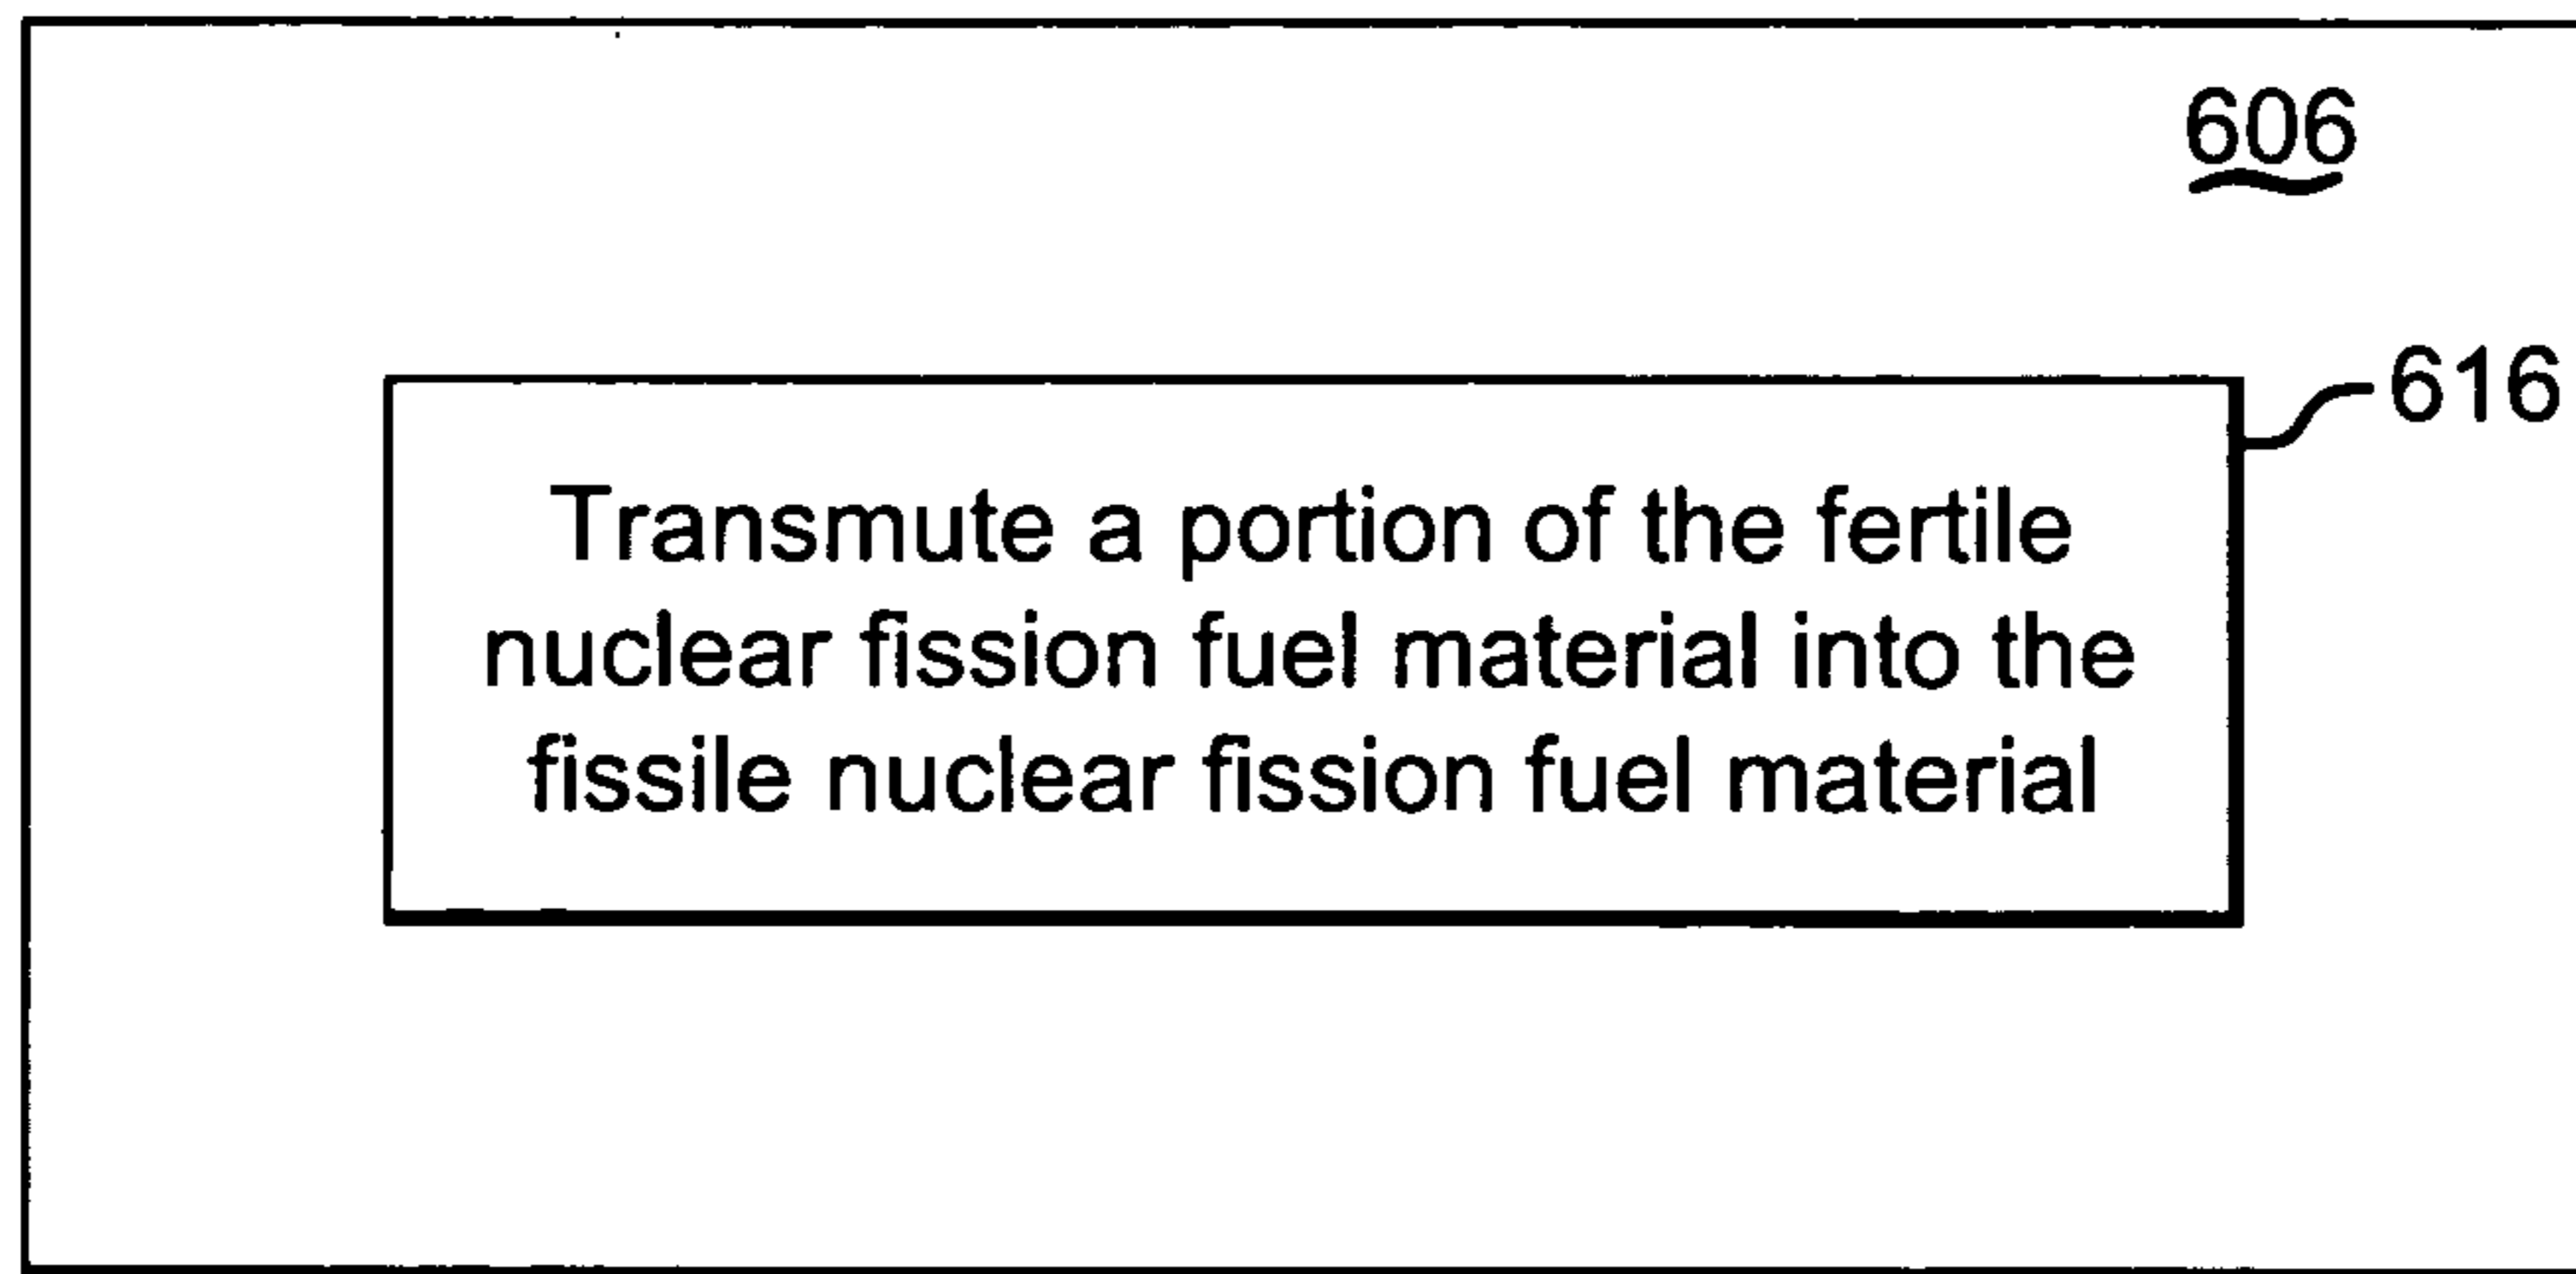 606
616
Transmute a portion of the fertile
nuclear fission fuel material into the
fissile nuclear fission fuel material